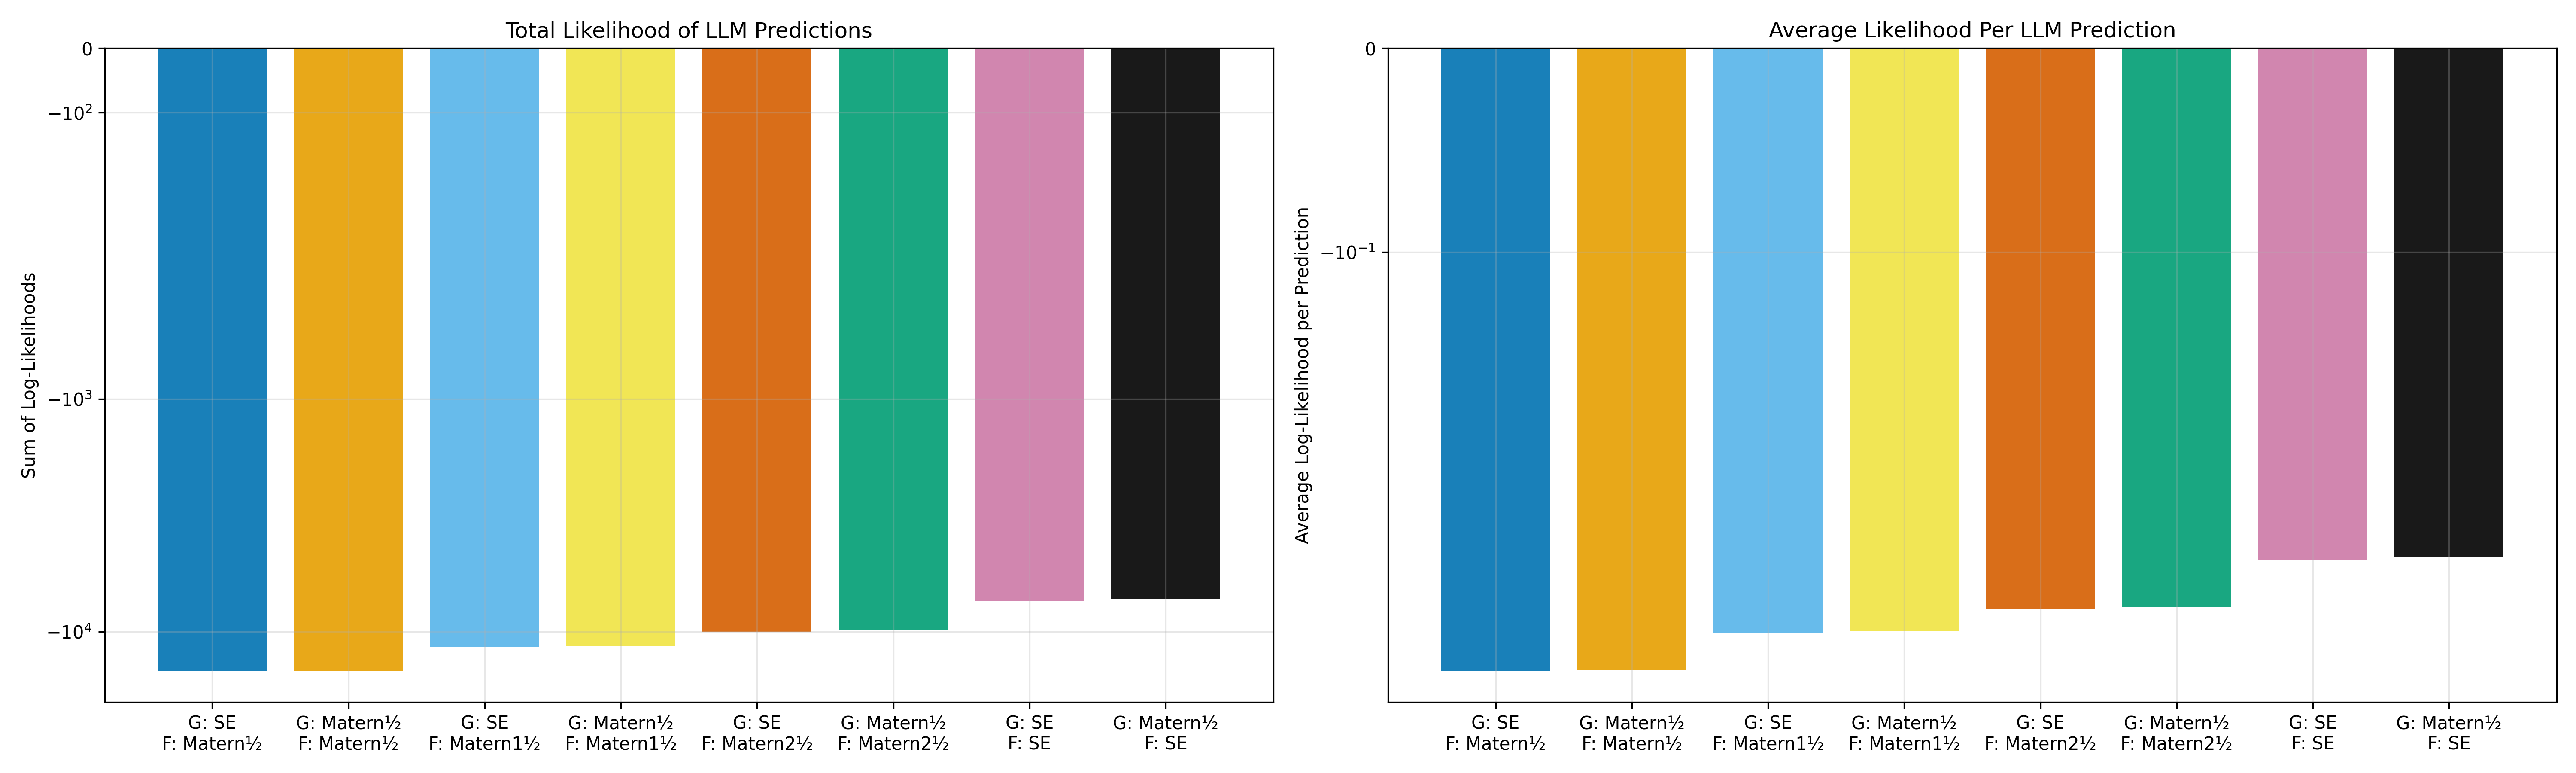 Total Likelihood of LLM Predictions
Sum of Log-Likelihoods
0
−10²
−10³
−10⁴
G: SE
F: Matern½
G: Matern½
F: Matern½
G: SE
F: Matern1½
G: Matern½
F: Matern1½
G: SE
F: Matern2½
G: Matern½
F: Matern2½
G: SE
F: SE
G: Matern½
F: SE
Average Likelihood Per LLM Prediction
Average Log-Likelihood per Prediction
0
−10⁻¹
G: SE
F: Matern½
G: Matern½
F: Matern½
G: SE
F: Matern1½
G: Matern½
F: Matern1½
G: SE
F: Matern2½
G: Matern½
F: Matern2½
G: SE
F: SE
G: Matern½
F: SE